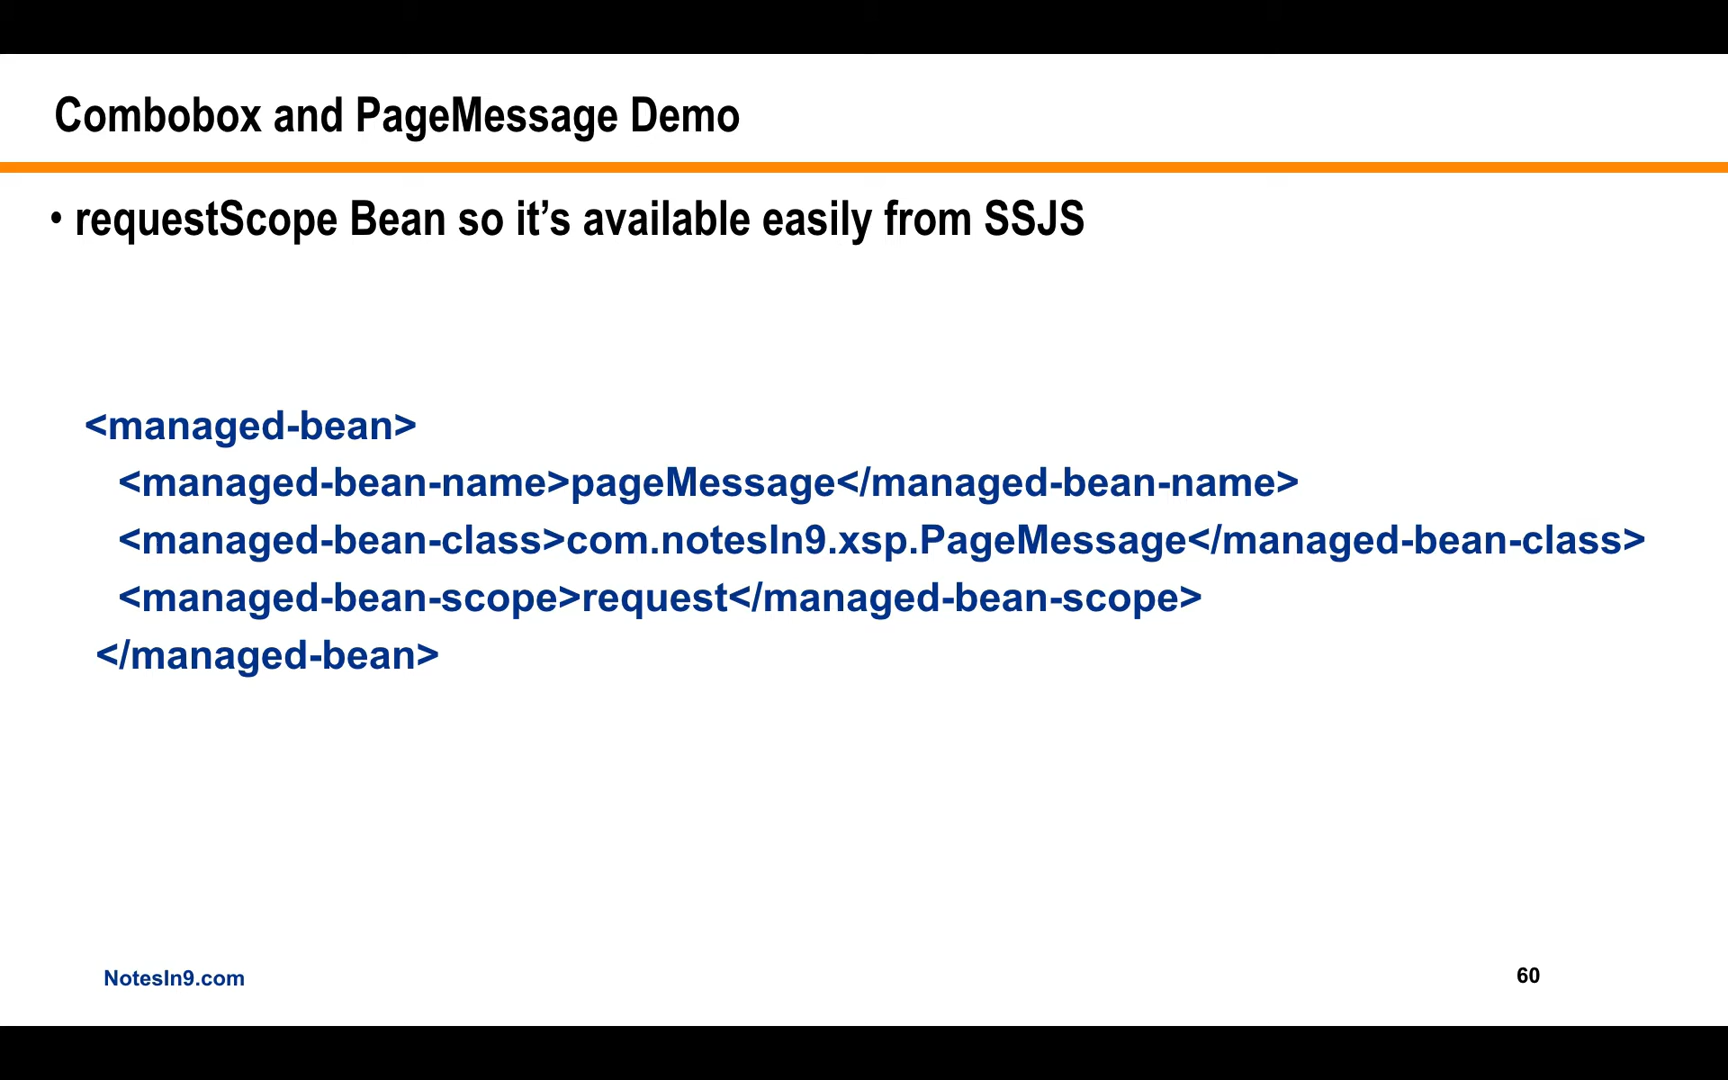 Combobox and PageMessage Demo
• requestScope Bean so it’s available easily from SSJS
<managed-bean>
<managed-bean-name>pageMessage</managed-bean-name>
<managed-bean-class>com.notesIn9.xsp.PageMessage</managed-bean-class>
<managed-bean-scope>request</managed-bean-scope>
</managed-bean>
NotesIn9.com
60